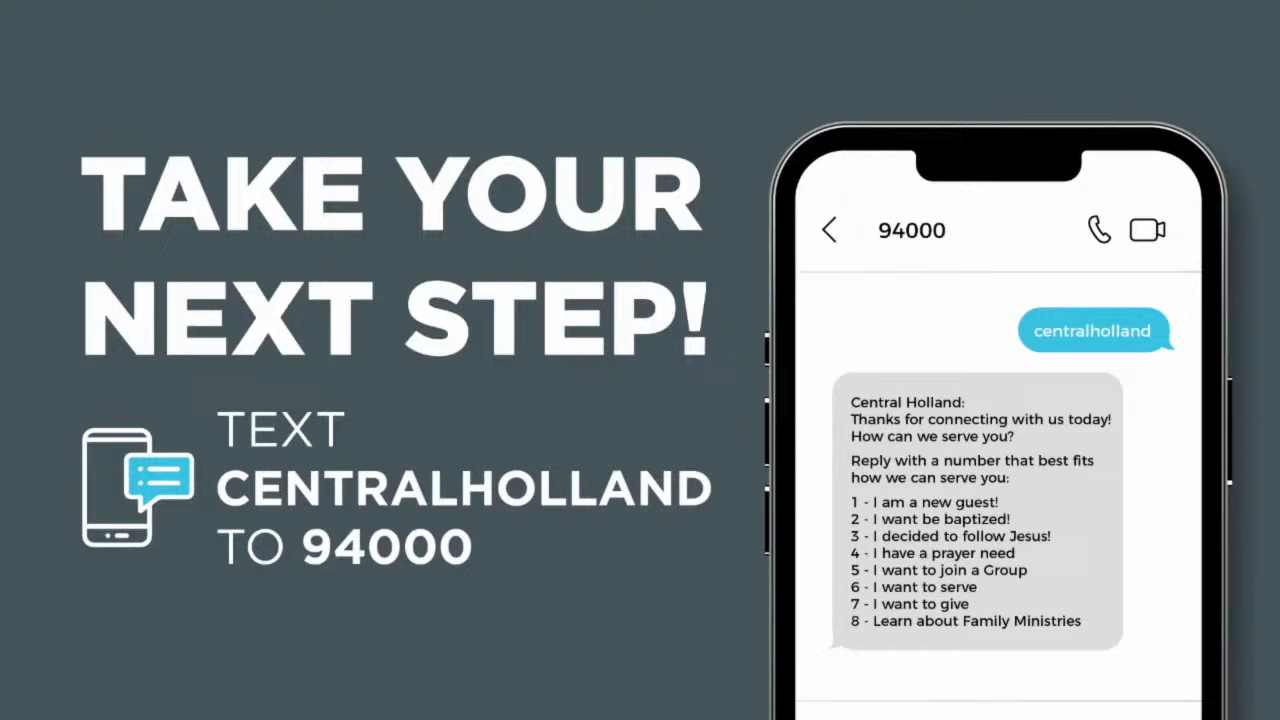 TAKE YOUR
NEXT STEP!
TEXT
CENTRALHOLLAND
TO 94000
94000
centralholland
Central Holland:
Thanks for connecting with us today!
How can we serve you?
Reply with a number that best fits
how we can serve you:
1 - I am a new guest!
2 - I want be baptized!
3 - I decided to follow Jesus!
4 - I have a prayer need
5 - I want to join a Group
6 - I want to serve
7 - I want to give
8 - Learn about Family Ministries